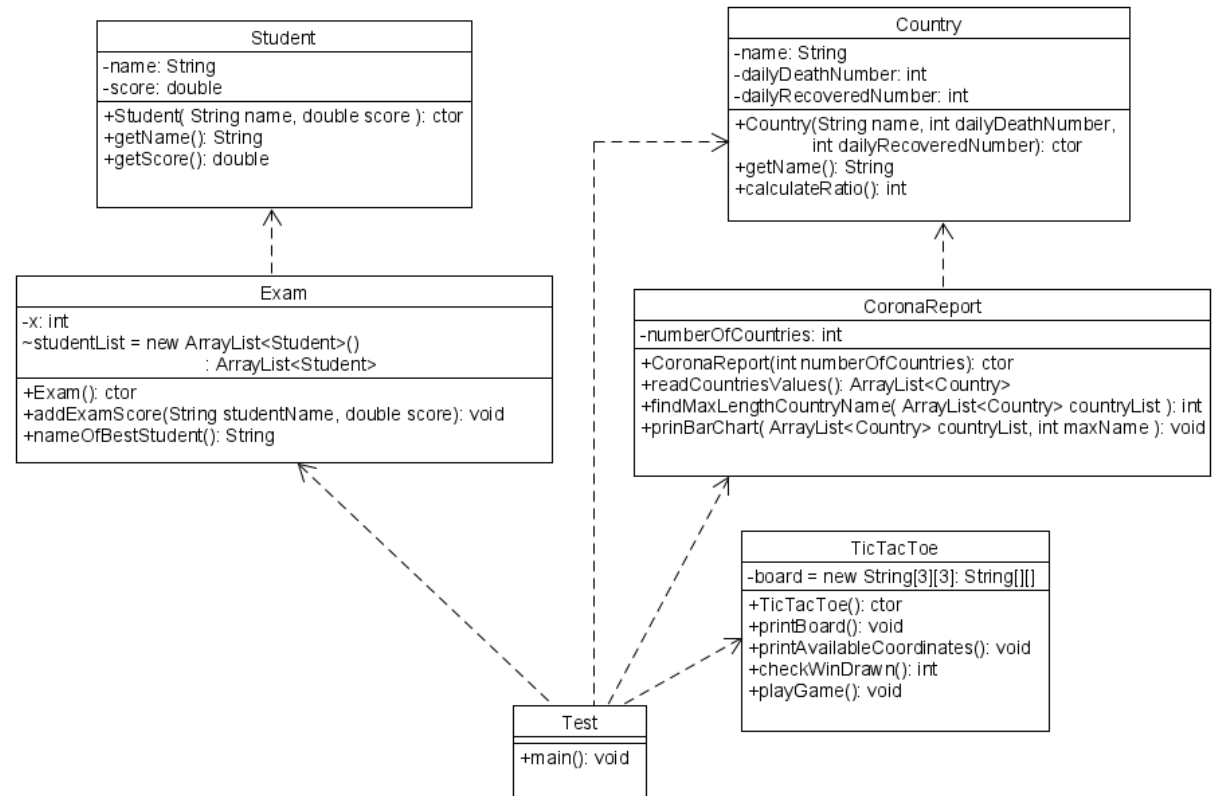 Student
-name: String
-score: double
+Student( String name, double score ): ctor
+getName(): String
+getScore(): double
Country
-name: String
-dailyDeathNumber: int
-dailyRecoveredNumber: int
+Country(String name, int dailyDeathNumber,
int dailyRecoveredNumber): ctor
+getName(): String
+calculateRatio(): int
Exam
-x: int
~studentList = new ArrayList<Student>()
: ArrayList<Student>
+Exam(): ctor
+addExamScore(String studentName, double score): void
+nameOfBestStudent(): String
CoronaReport
-numberOfCountries: int
+CoronaReport(int numberOfCountries): ctor
+readCountriesValues(): ArrayList<Country>
+findMaxLengthCountryName( ArrayList<Country> countryList ): int
+prinBarChart( ArrayList<Country> countryList, int maxName ): void
TicTacToe
-board = new String[3][3]: String[][]
+TicTacToe(): ctor
+printBoard(): void
+printAvailableCoordinates(): void
+checkWinDrawn(): int
+playGame(): void
Test
+main(): void